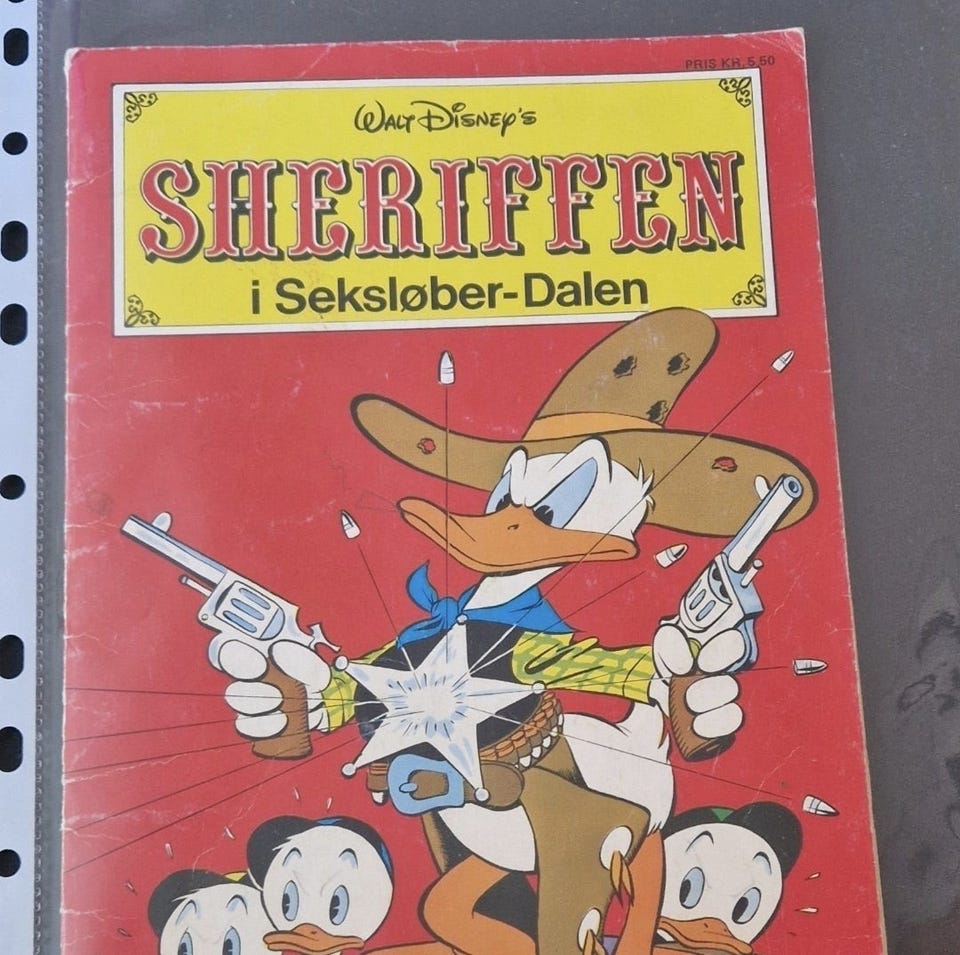 PRIS KR. 5,50
WALT DISNEY'S
SHERIFFEN
i Seksløber-Dalen